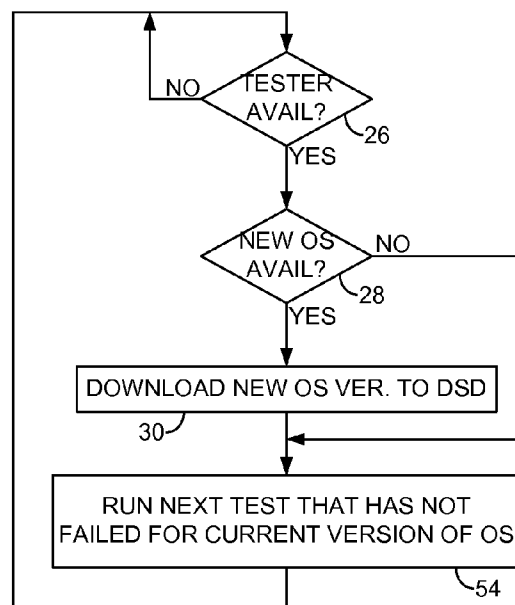 TESTER
AVAIL?
NO
26
YES
NEW OS
AVAIL?
NO
28
YES
DOWNLOAD NEW OS VER. TO DSD
30
RUN NEXT TEST THAT HAS NOT
FAILED FOR CURRENT VERSION OF OS
54